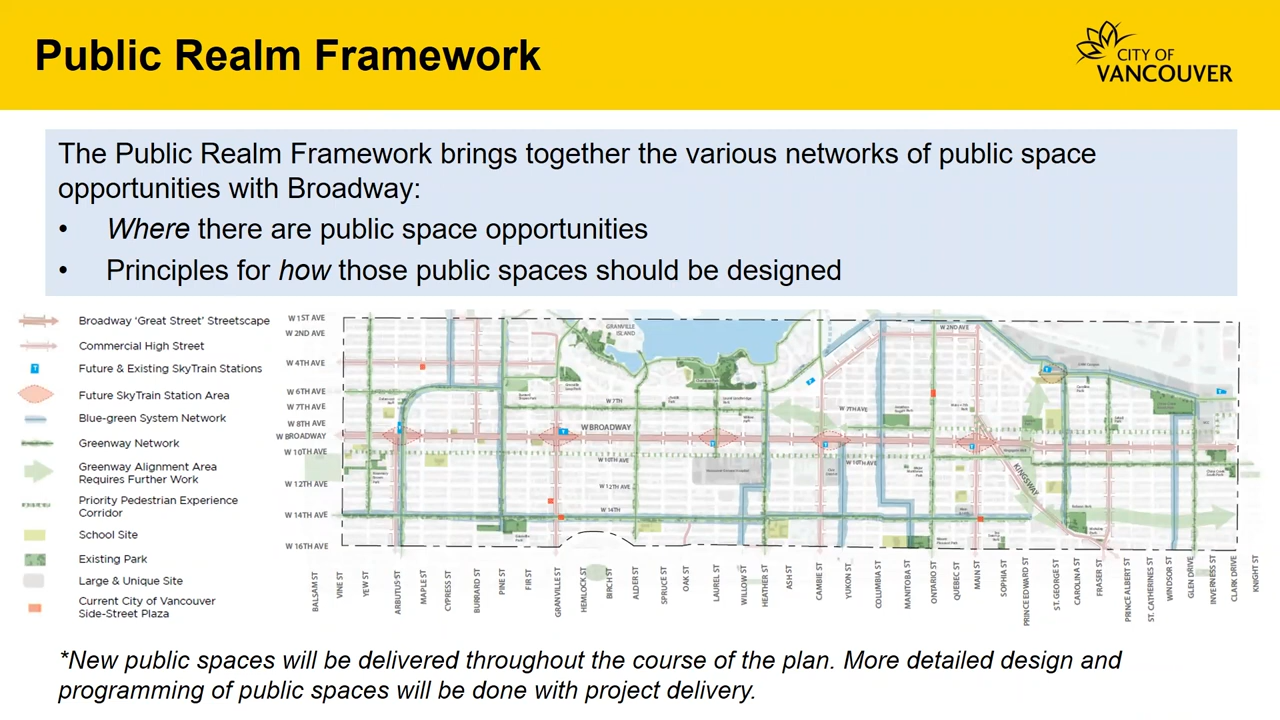 Public Realm Framework
CITY OF
VANCOUVER
The Public Realm Framework brings together the various networks of public space
opportunities with Broadway:
• Where there are public space opportunities
• Principles for how those public spaces should be designed
Broadway 'Great Street' Streetscape
Commercial High Street
Future & Existing SkyTrain Stations
Future SkyTrain Station Area
Blue-green System Network
Greenway Network
Greenway Alignment Area
Requires Further Work
Priority Pedestrian Experience
Corridor
School Site
Existing Park
Large & Unique Site
Current City of Vancouver
Side-Street Plaza
W 1ST AVE
W 2ND AVE
W 4TH AVE
W 6TH AVE
W 7TH AVE
W 8TH AVE
W BROADWAY
W 10TH AVE
W 12TH AVE
W 14TH AVE
W 16TH AVE
GRANVILLE
ISLAND
W 2ND AVE
W 7TH
W 7TH AVE
W BROADWAY
W 10TH AVE
W 10TH AVE
W 12TH AVE
W 14TH
KINGSWAY
BALSAM ST
VINE ST
YEW ST
ARBUTUS ST
MAPLE ST
CYPRESS ST
BURRARD ST
PINE ST
FIR ST
GRANVILLE ST
HEMLOCK ST
BIRCH ST
ALDER ST
SPRUCE ST
OAK ST
LAUREL ST
WILLOW ST
HEATHER ST
ASH ST
CAMBIE ST
YUKON ST
COLUMBIA ST
MANITOBA ST
ONTARIO ST
QUEBEC ST
MAIN ST
SOPHIA ST
PRINCE EDWARD ST
ST. GEORGE ST
CAROLINA ST
FRASER ST
PRINCE ALBERT ST
ST. CATHERINES ST
WINDSOR ST
GLEN DRIVE
INVERNESS ST
CLARK DRIVE
KNIGHT ST
*New public spaces will be delivered throughout the course of the plan. More detailed design and
programming of public spaces will be done with project delivery.